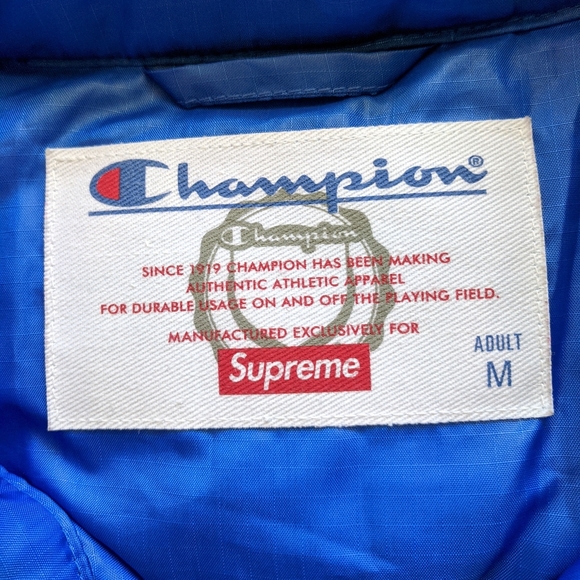 Champion®
Champion
SINCE 1919 CHAMPION HAS BEEN MAKING
AUTHENTIC ATHLETIC APPAREL
FOR DURABLE USAGE ON AND OFF THE PLAYING FIELD.
MANUFACTURED EXCLUSIVELY FOR
Supreme
ADULT
M